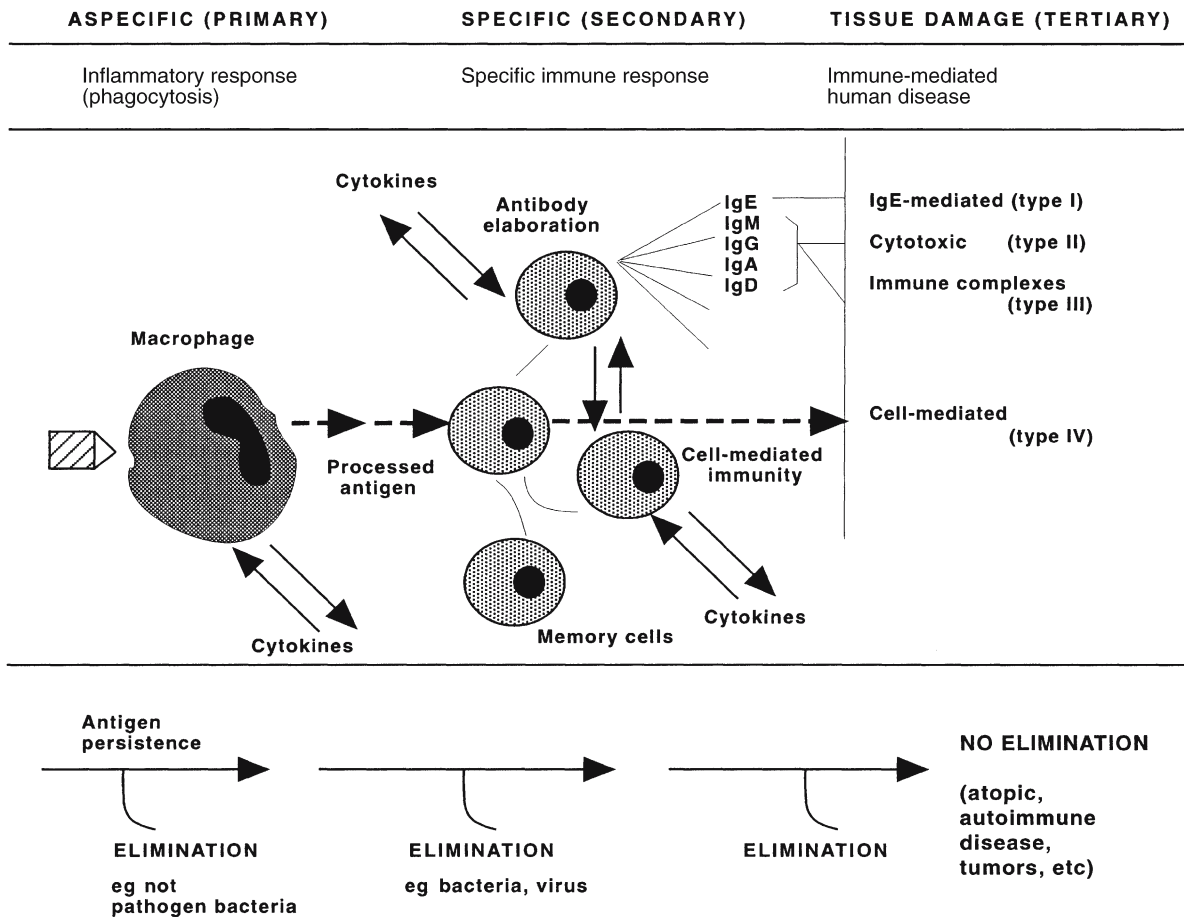 ASPECIFIC (PRIMARY)
SPECIFIC (SECONDARY)
TISSUE DAMAGE (TERTIARY)
Inflammatory response
(phagocytosis)
Specific immune response
Immune-mediated
human disease
Cytokines
Antibody
elaboration
IgE
IgM
IgG
IgA
IgD
IgE-mediated (type I)
Cytotoxic (type II)
Immune complexes
(type III)
Macrophage
Processed
antigen
Cell-mediated
immunity
Cell-mediated
(type IV)
Cytokines
Memory cells
Cytokines
Antigen
persistence
ELIMINATION
eg not
pathogen bacteria
ELIMINATION
eg bacteria, virus
ELIMINATION
NO ELIMINATION
(atopic,
autoimmune
disease,
tumors, etc)